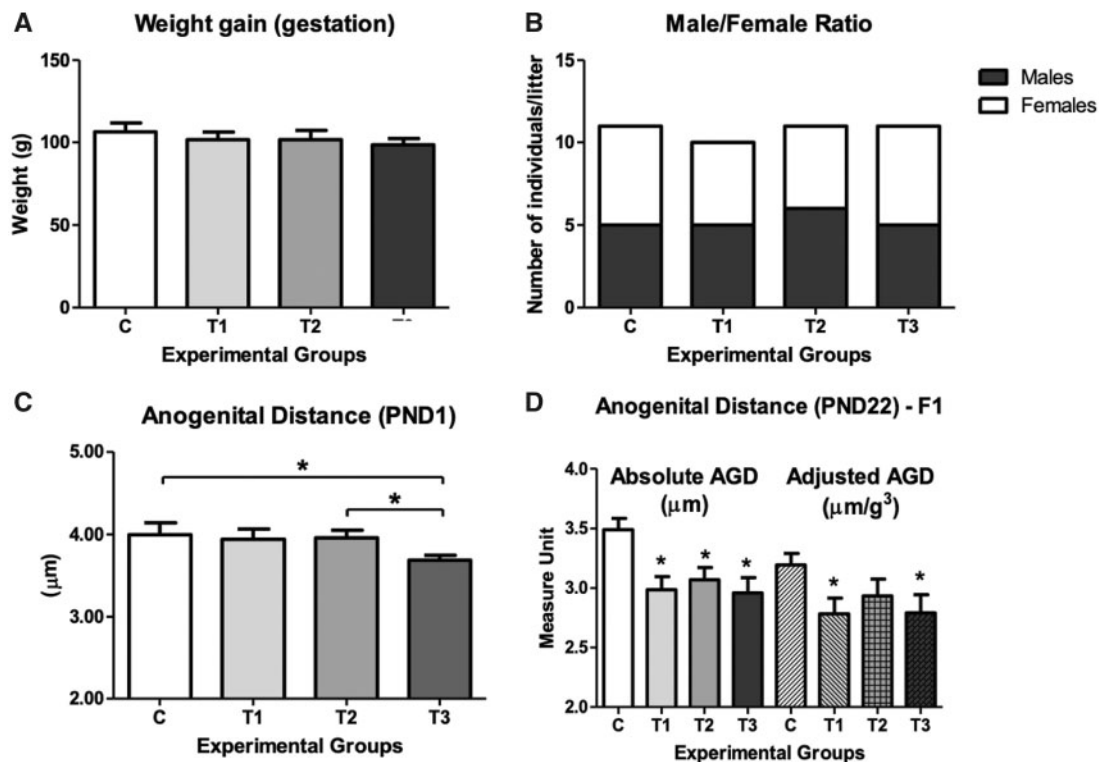 A
Weight gain (gestation)
150
100
50
0
Weight (g)
C T1 T2
Experimental Groups
B
Male/Female Ratio
15
10
5
0
Number of individuals/litter
C T1 T2 T3
Experimental Groups
Males
Females
C
Anogenital Distance (PND1)
5.00
4.00
3.00
2.00
(μm)
*
*
C T1 T2 T3
Experimental Groups
D
Anogenital Distance (PND22) - F1
4.0
3.5
3.0
2.5
2.0
Measure Unit
Absolute AGD
(μm)
Adjusted AGD
(μm/g³)
* * * * *
C T1 T2 T3 C T1 T2 T3
Experimental Groups